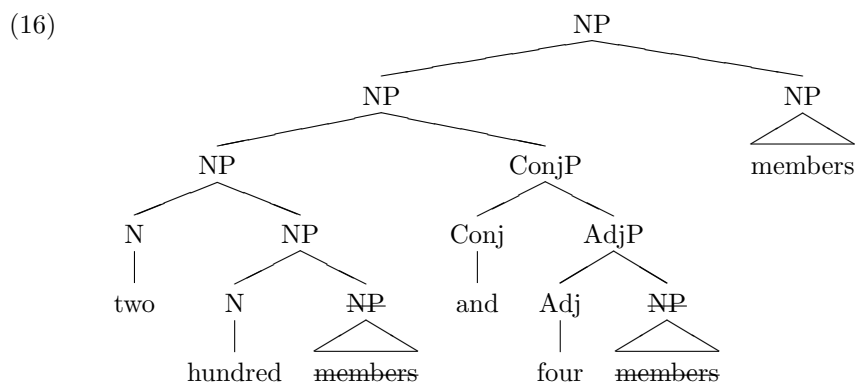 (16) NP
NP NP
NP ConjP members
N NP Conj AdjP
two N NP and Adj NP
hundred members four members